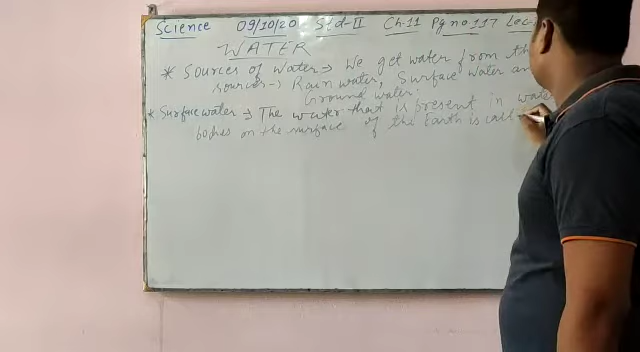 Science 09/10/20 Std-II Ch.11 Pg no 117 Lec-
WATER
* Sources of Water → We get water from
sources → Rain water, Surface Water
Ground water.
* Surface water → The water that is present in water
bodies on the surface of the Earth is call